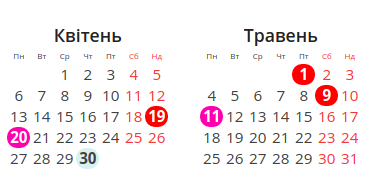 Квітень
Пн Вт Ср Чт Пт Сб Нд
1 2 3 4 5
6 7 8 9 10 11 12
13 14 15 16 17 18 19
20 21 22 23 24 25 26
27 28 29 30
Травень
Пн Вт Ср Чт Пт Сб Нд
1 2 3
4 5 6 7 8 9 10
11 12 13 14 15 16 17
18 19 20 21 22 23 24
25 26 27 28 29 30 31